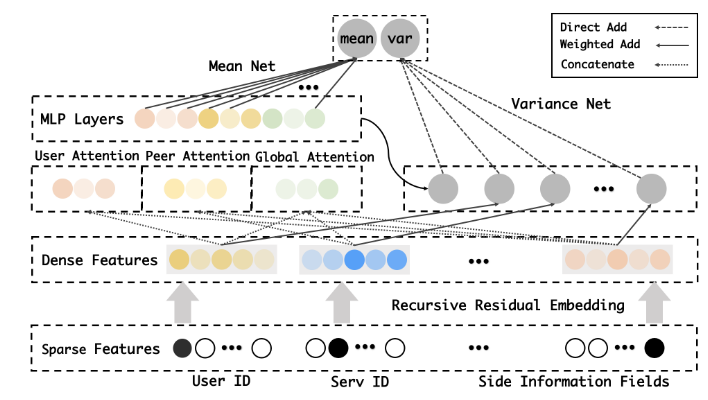 mean var
Direct Add
Weighted Add
Concatenate
Mean Net
Variance Net
MLP Layers
User Attention Peer Attention Global Attention
Dense Features
Recursive Residual Embedding
Sparse Features
User ID Serv ID Side Information Fields